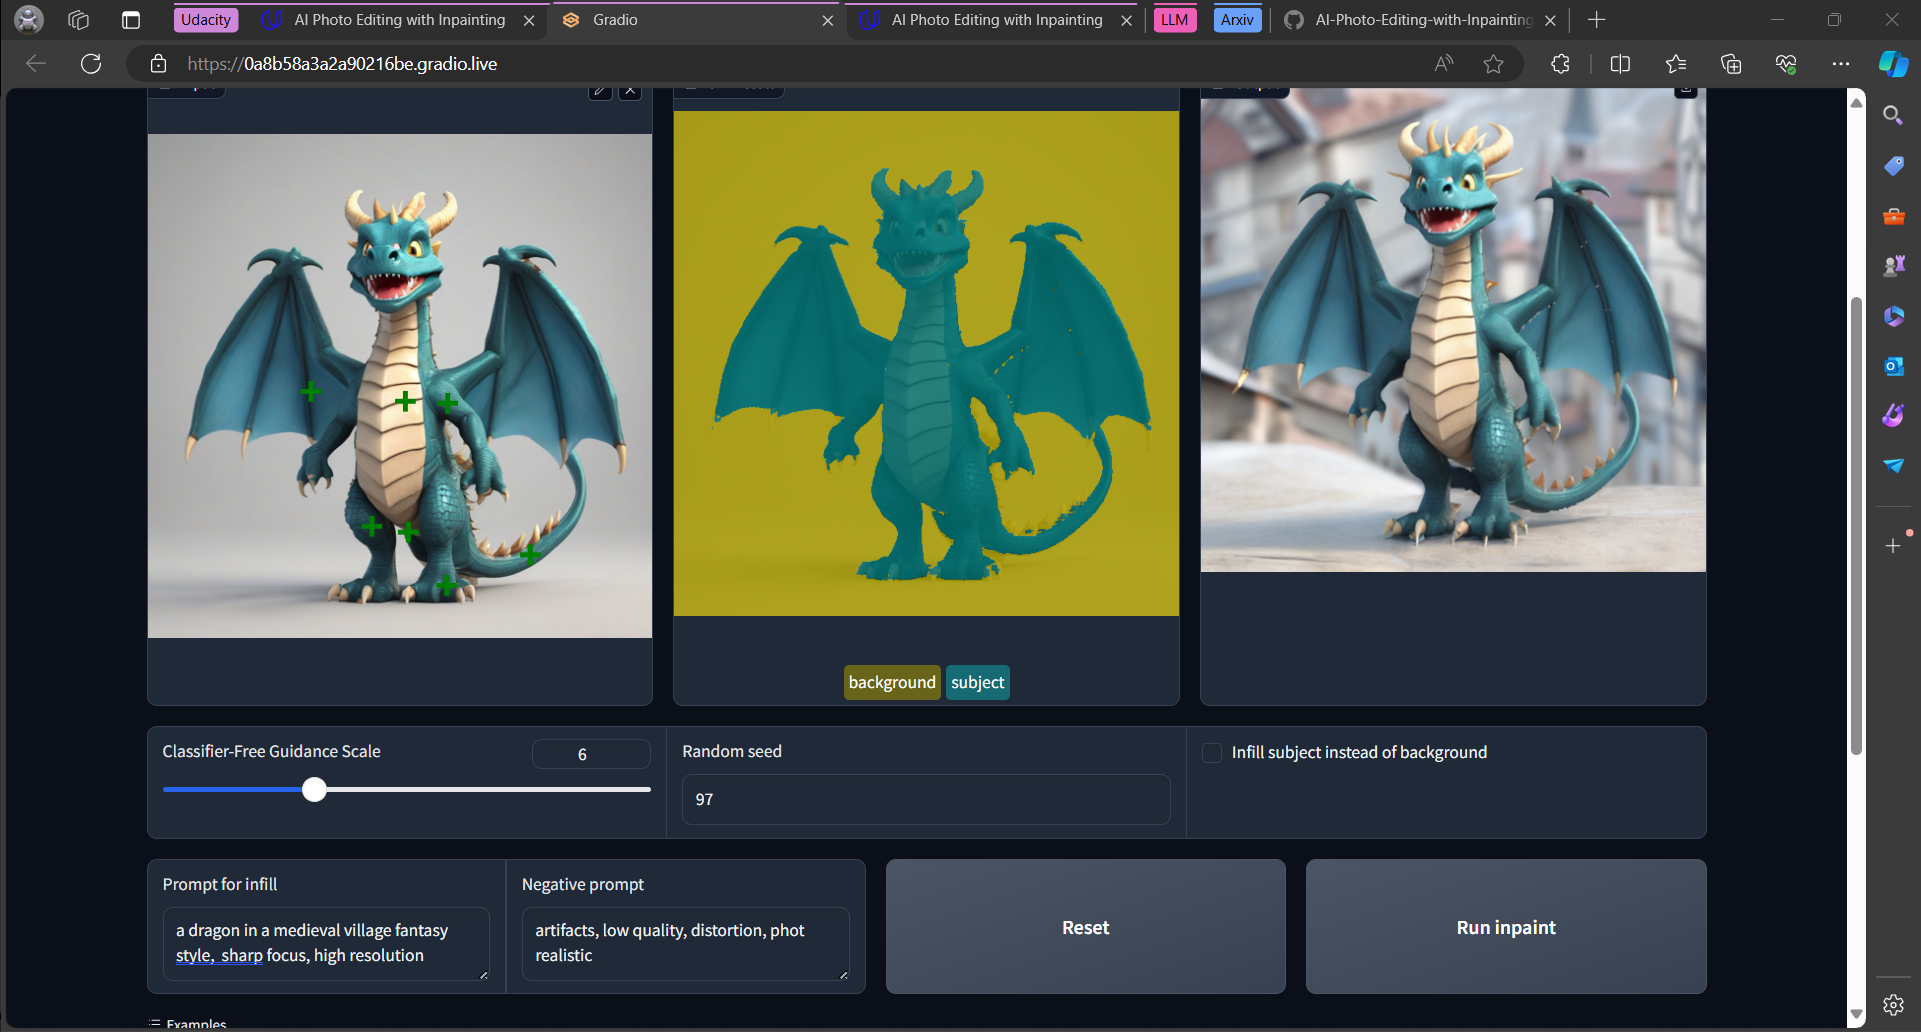 Udacity
AI Photo Editing with Inpainting
Gradio
AI Photo Editing with Inpainting
LLM
Arxiv
AI-Photo-Editing-with-Inpainting
https://0a8b58a3a2a90216be.gradio.live
background
subject
Classifier-Free Guidance Scale
6
Random seed
97
Infill subject instead of background
Prompt for infill
a dragon in a medieval village fantasy
style, sharp focus, high resolution
Negative prompt
artifacts, low quality, distortion, phot
realistic
Reset
Run inpaint
Examples